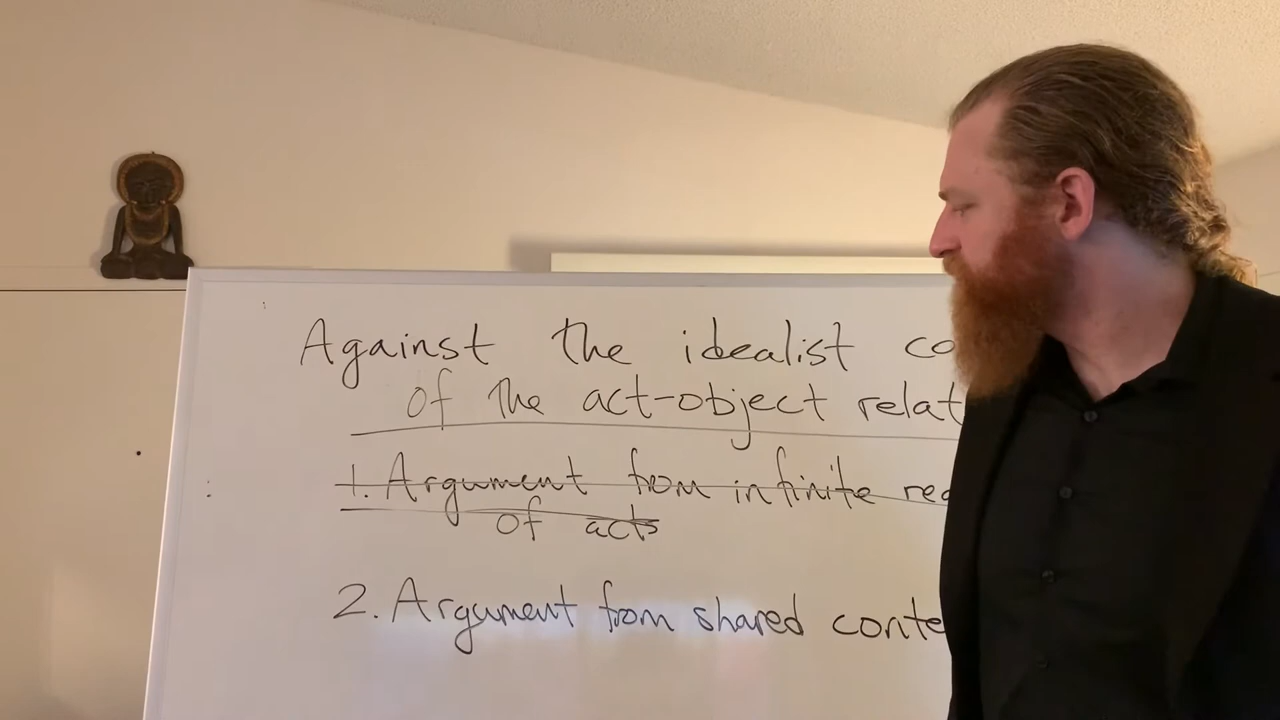 Against the idealist co
of the act-object relat
1. Argument from infinite reg
of acts
2. Argument from shared conte